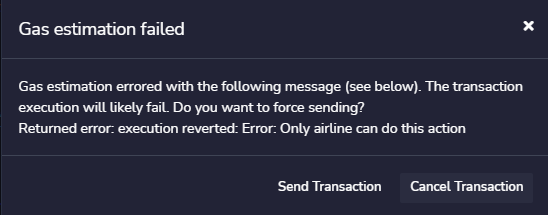 Gas estimation failed
Gas estimation errored with the following message (see below). The transaction
execution will likely fail. Do you want to force sending?
Returned error: execution reverted: Error: Only airline can do this action
Send Transaction
Cancel Transaction